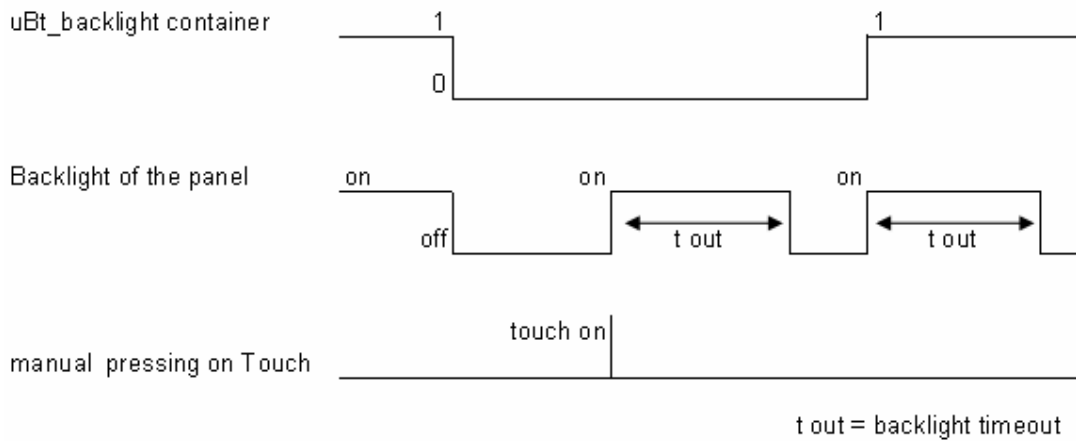 uBt_backlight container
1
0
1
Backlight of the panel
on
off
on
t out
on
t out
touch on
manual pressing on Touch
t out = backlight timeout